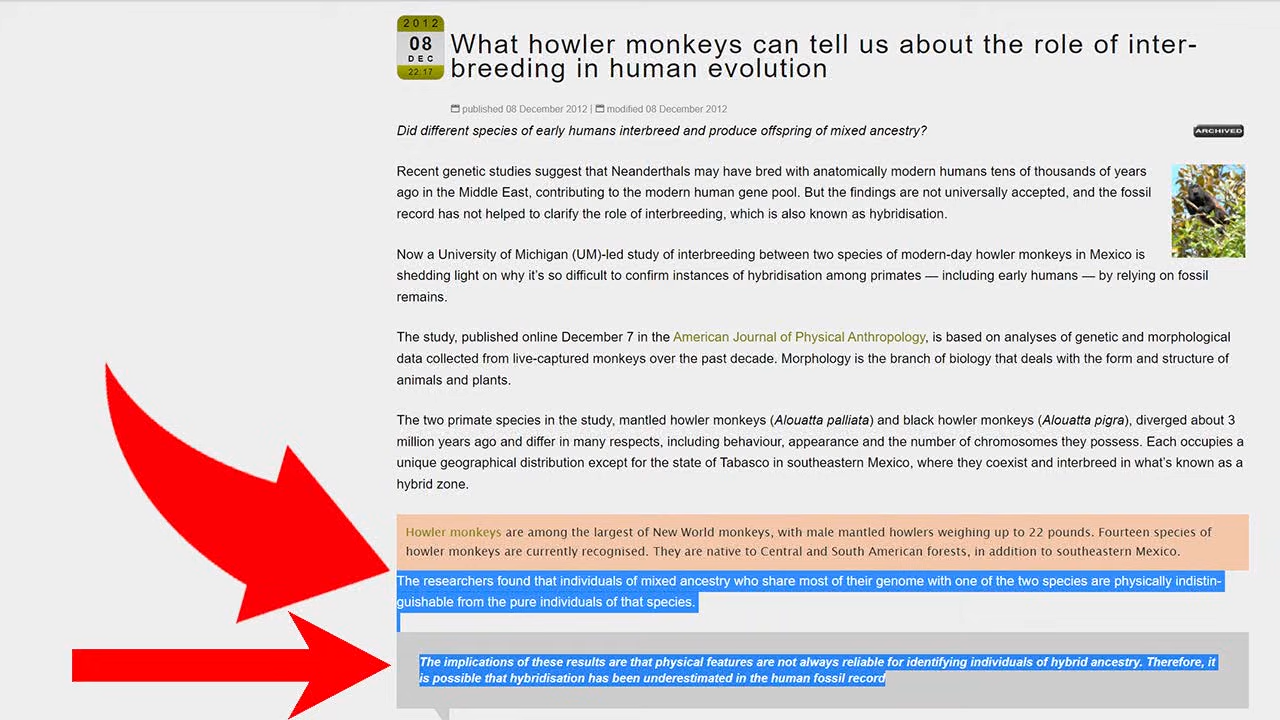 2012
08
DEC
22:17
What howler monkeys can tell us about the role of inter-
breeding in human evolution
published 08 December 2012 | modified 08 December 2012
Did different species of early humans interbreed and produce offspring of mixed ancestry?
ARCHIVED
Recent genetic studies suggest that Neanderthals may have bred with anatomically modern humans tens of thousands of years
ago in the Middle East, contributing to the modern human gene pool. But the findings are not universally accepted, and the fossil
record has not helped to clarify the role of interbreeding, which is also known as hybridisation.
Now a University of Michigan (UM)-led study of interbreeding between two species of modern-day howler monkeys in Mexico is
shedding light on why it's so difficult to confirm instances of hybridisation among primates — including early humans — by relying on fossil
remains.
The study, published online December 7 in the American Journal of Physical Anthropology, is based on analyses of genetic and morphological
data collected from live-captured monkeys over the past decade. Morphology is the branch of biology that deals with the form and structure of
animals and plants.
The two primate species in the study, mantled howler monkeys (Alouatta palliata) and black howler monkeys (Alouatta pigra), diverged about 3
million years ago and differ in many respects, including behaviour, appearance and the number of chromosomes they possess. Each occupies a
unique geographical distribution except for the state of Tabasco in southeastern Mexico, where they coexist and interbreed in what's known as a
hybrid zone.
Howler monkeys are among the largest of New World monkeys, with male mantled howlers weighing up to 22 pounds. Fourteen species of
howler monkeys are currently recognised. They are native to Central and South American forests, in addition to southeastern Mexico.
The researchers found that individuals of mixed ancestry who share most of their genome with one of the two species are physically indistin-
guishable from the pure individuals of that species.
The implications of these results are that physical features are not always reliable for identifying individuals of hybrid ancestry. Therefore, it
is possible that hybridisation has been underestimated in the human fossil record